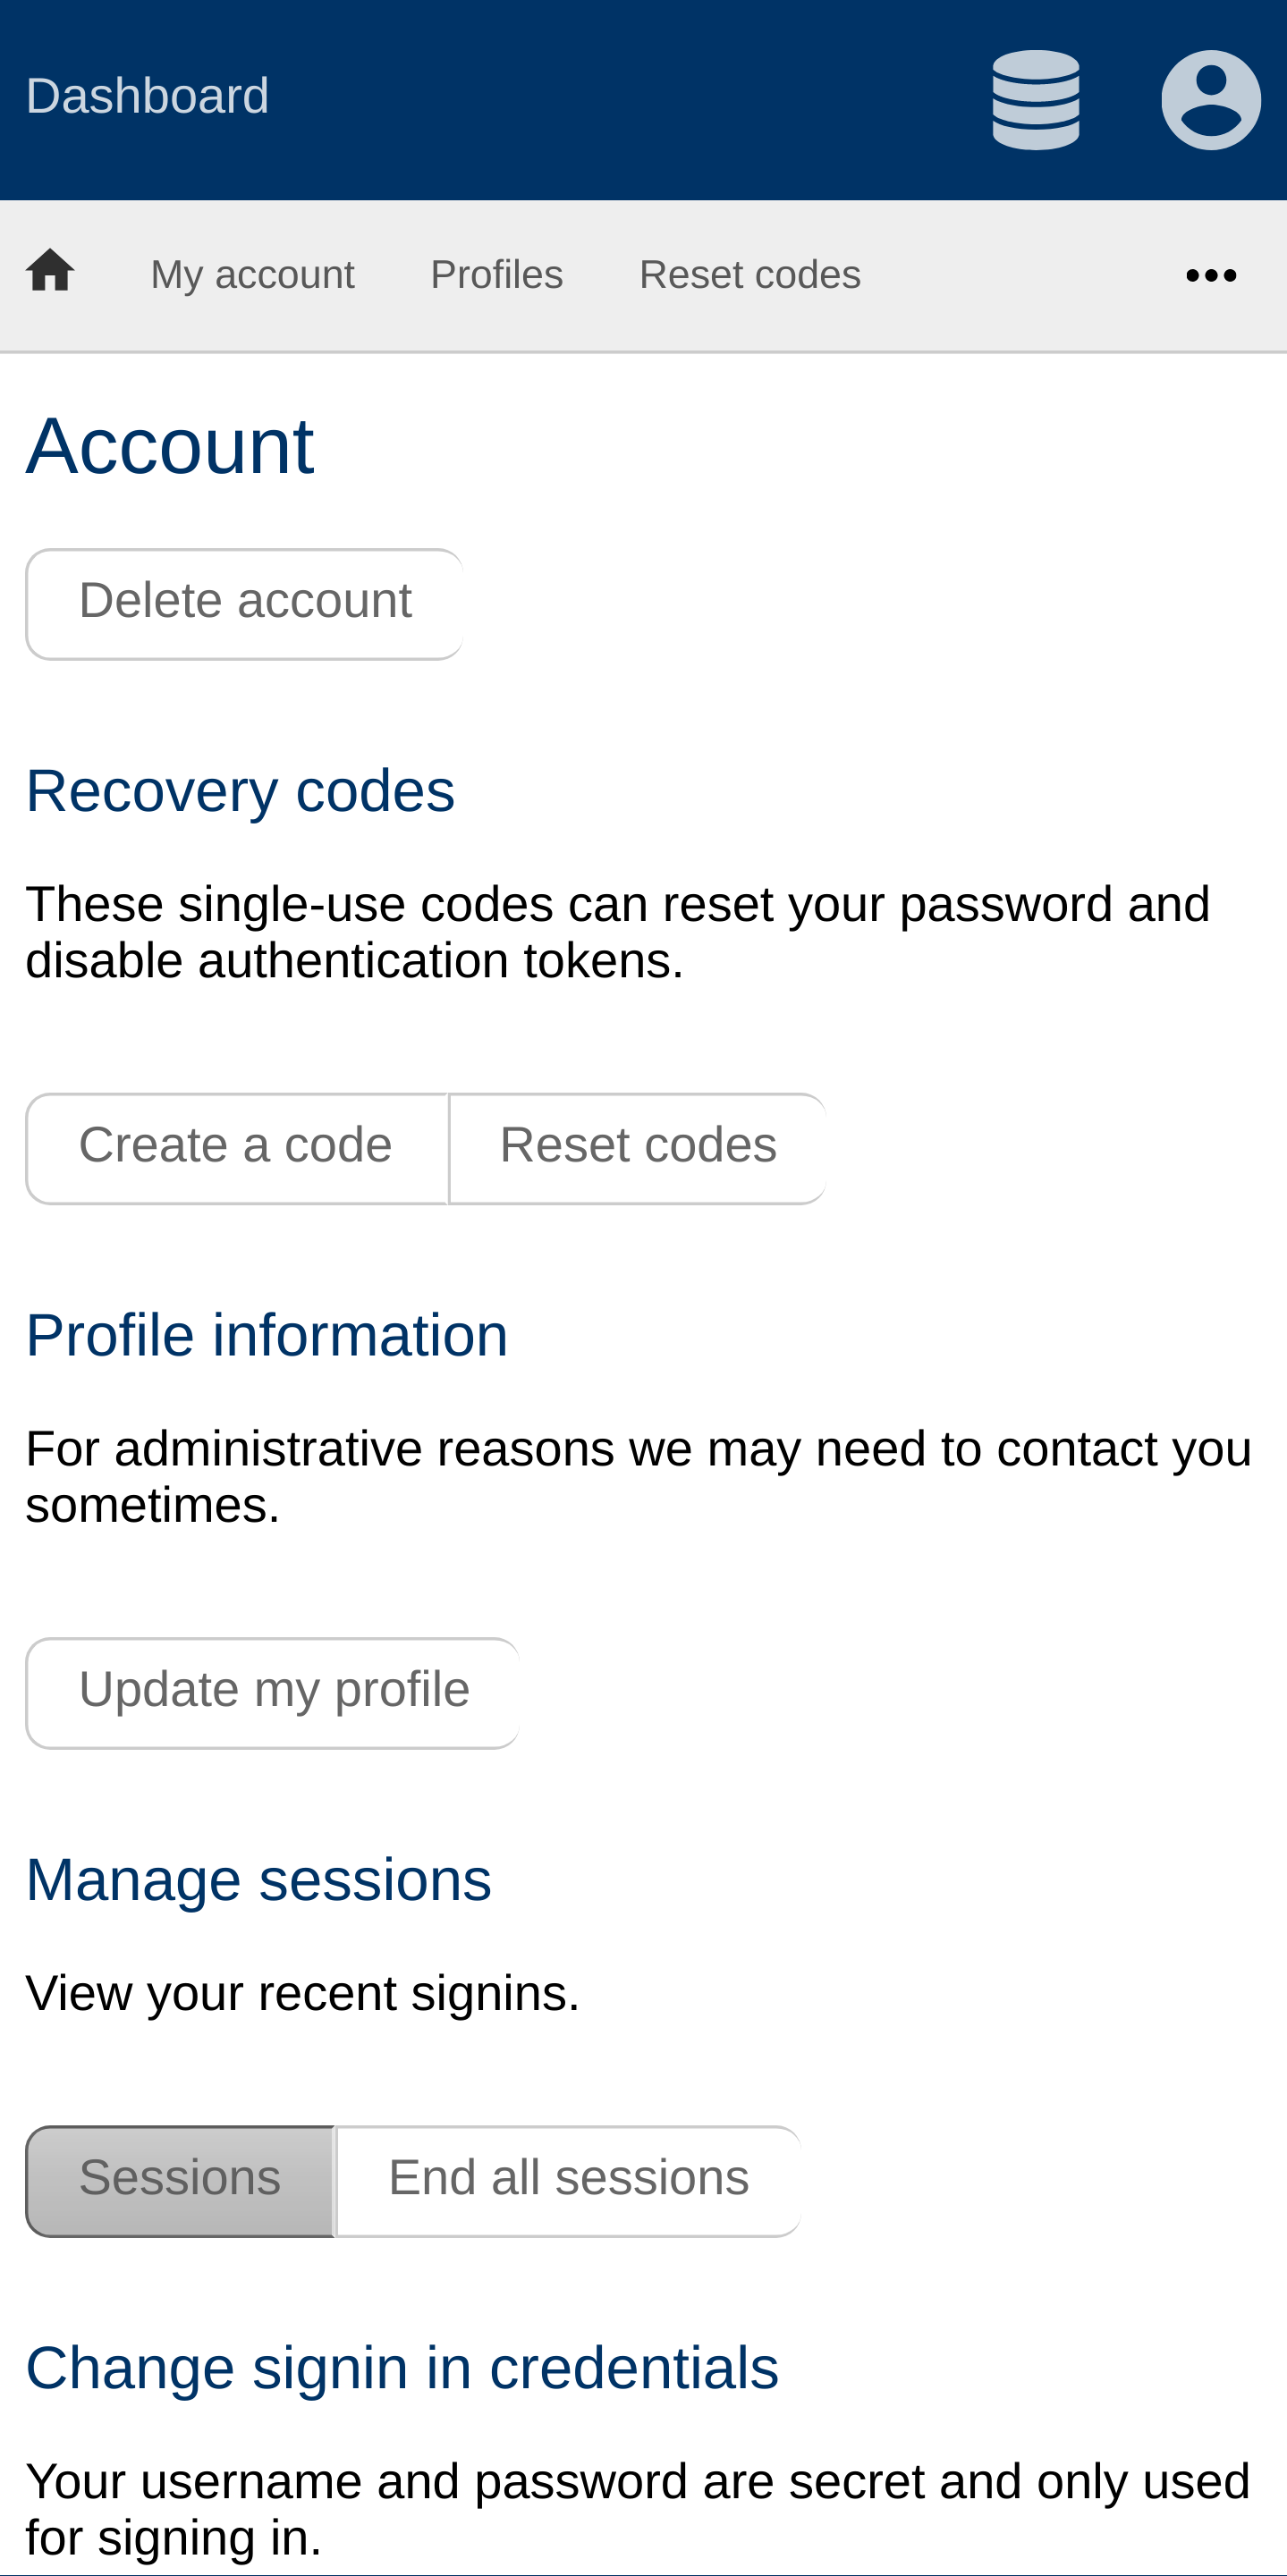 Dashboard
My account Profiles Reset codes
Account
Delete account
Recovery codes
These single-use codes can reset your password and
disable authentication tokens.
Create a code Reset codes
Profile information
For administrative reasons we may need to contact you
sometimes.
Update my profile
Manage sessions
View your recent signins.
Sessions End all sessions
Change signin in credentials
Your username and password are secret and only used
for signing in.